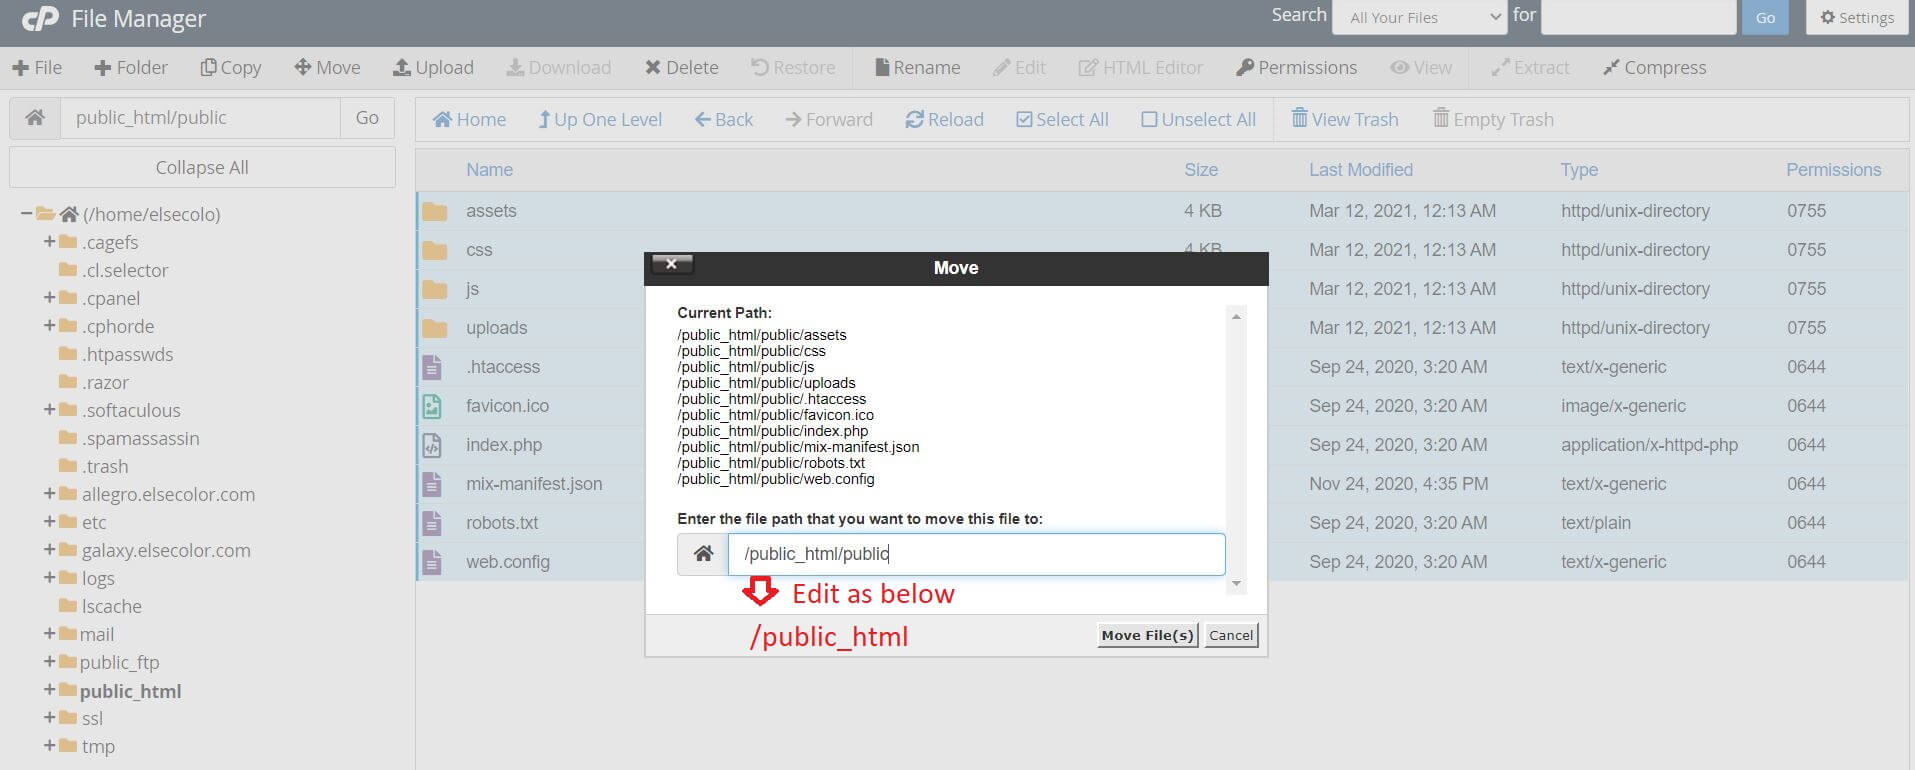 cP File Manager Search All Your Files for Go Settings
File Folder Copy Move Upload Download Delete Restore Rename Edit HTML Editor Permissions View Extract Compress
public_html/public Go
Home Up One Level Back Forward Reload Select All Unselect All View Trash Empty Trash
Collapse All
(/home/elsecolo)
.cagefs
.cl.selector
.cpanel
.cphorde
.htpasswds
.razor
.softaculous
.spamassassin
.trash
allegro.elsecolor.com
etc
galaxy.elsecolor.com
logs
lscache
mail
public_ftp
public_html
ssl
tmp
Name Size Last Modified Type Permissions
assets 4 KB Mar 12, 2021, 12:13 AM httpd/unix-directory 0755
css 4 KB Mar 12, 2021, 12:13 AM httpd/unix-directory 0755
js Mar 12, 2021, 12:13 AM httpd/unix-directory 0755
uploads Mar 12, 2021, 12:13 AM httpd/unix-directory 0755
.htaccess Sep 24, 2020, 3:20 AM text/x-generic 0644
favicon.ico Sep 24, 2020, 3:20 AM image/x-generic 0644
index.php Sep 24, 2020, 3:20 AM application/x-httpd-php 0644
mix-manifest.json Nov 24, 2020, 4:35 PM text/x-generic 0644
robots.txt Sep 24, 2020, 3:20 AM text/plain 0644
web.config Sep 24, 2020, 3:20 AM text/x-generic 0644
Move
Current Path:
/public_html/public/assets
/public_html/public/css
/public_html/public/js
/public_html/public/uploads
/public_html/public/.htaccess
/public_html/public/favicon.ico
/public_html/public/index.php
/public_html/public/mix-manifest.json
/public_html/public/robots.txt
/public_html/public/web.config
Enter the file path that you want to move this file to:
/public_html/public
Edit as below
/public_html
Move File(s) Cancel